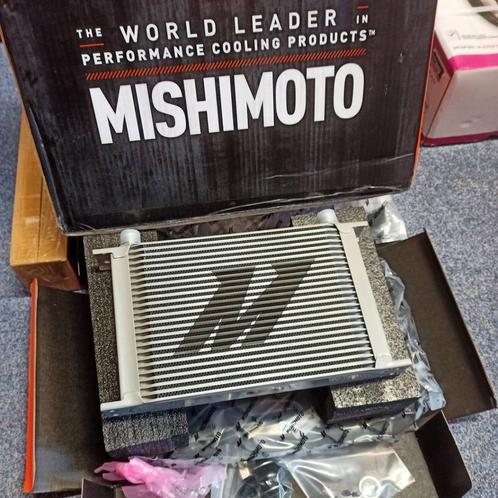 THE WORLD LEADER IN
PERFORMANCE COOLING PRODUCTS™
MISHIMOTO
M